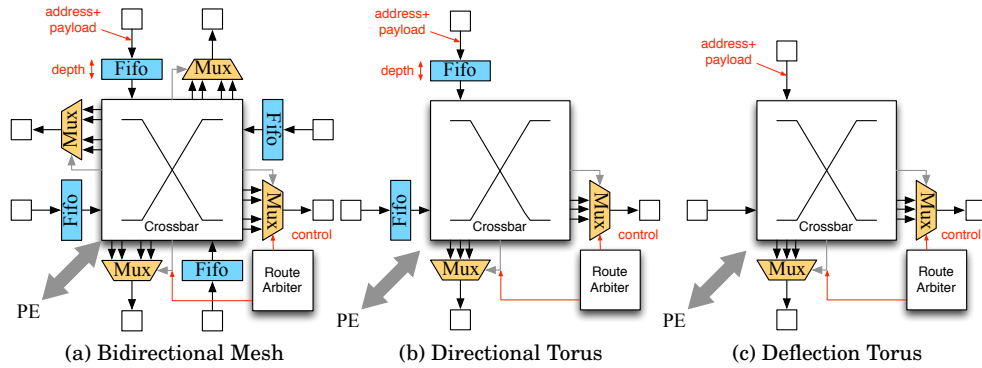 address+
payload
depth
Fifo
Mux
Mux
Fifo
Fifo
Mux
Crossbar
control
Mux
Fifo
Route
Arbiter
PE
(a) Bidirectional Mesh
address+
payload
depth
Fifo
Fifo
Mux
Crossbar
control
Mux
Route
Arbiter
PE
(b) Directional Torus
address+
payload
Mux
Crossbar
control
Mux
Route
Arbiter
PE
(c) Deflection Torus